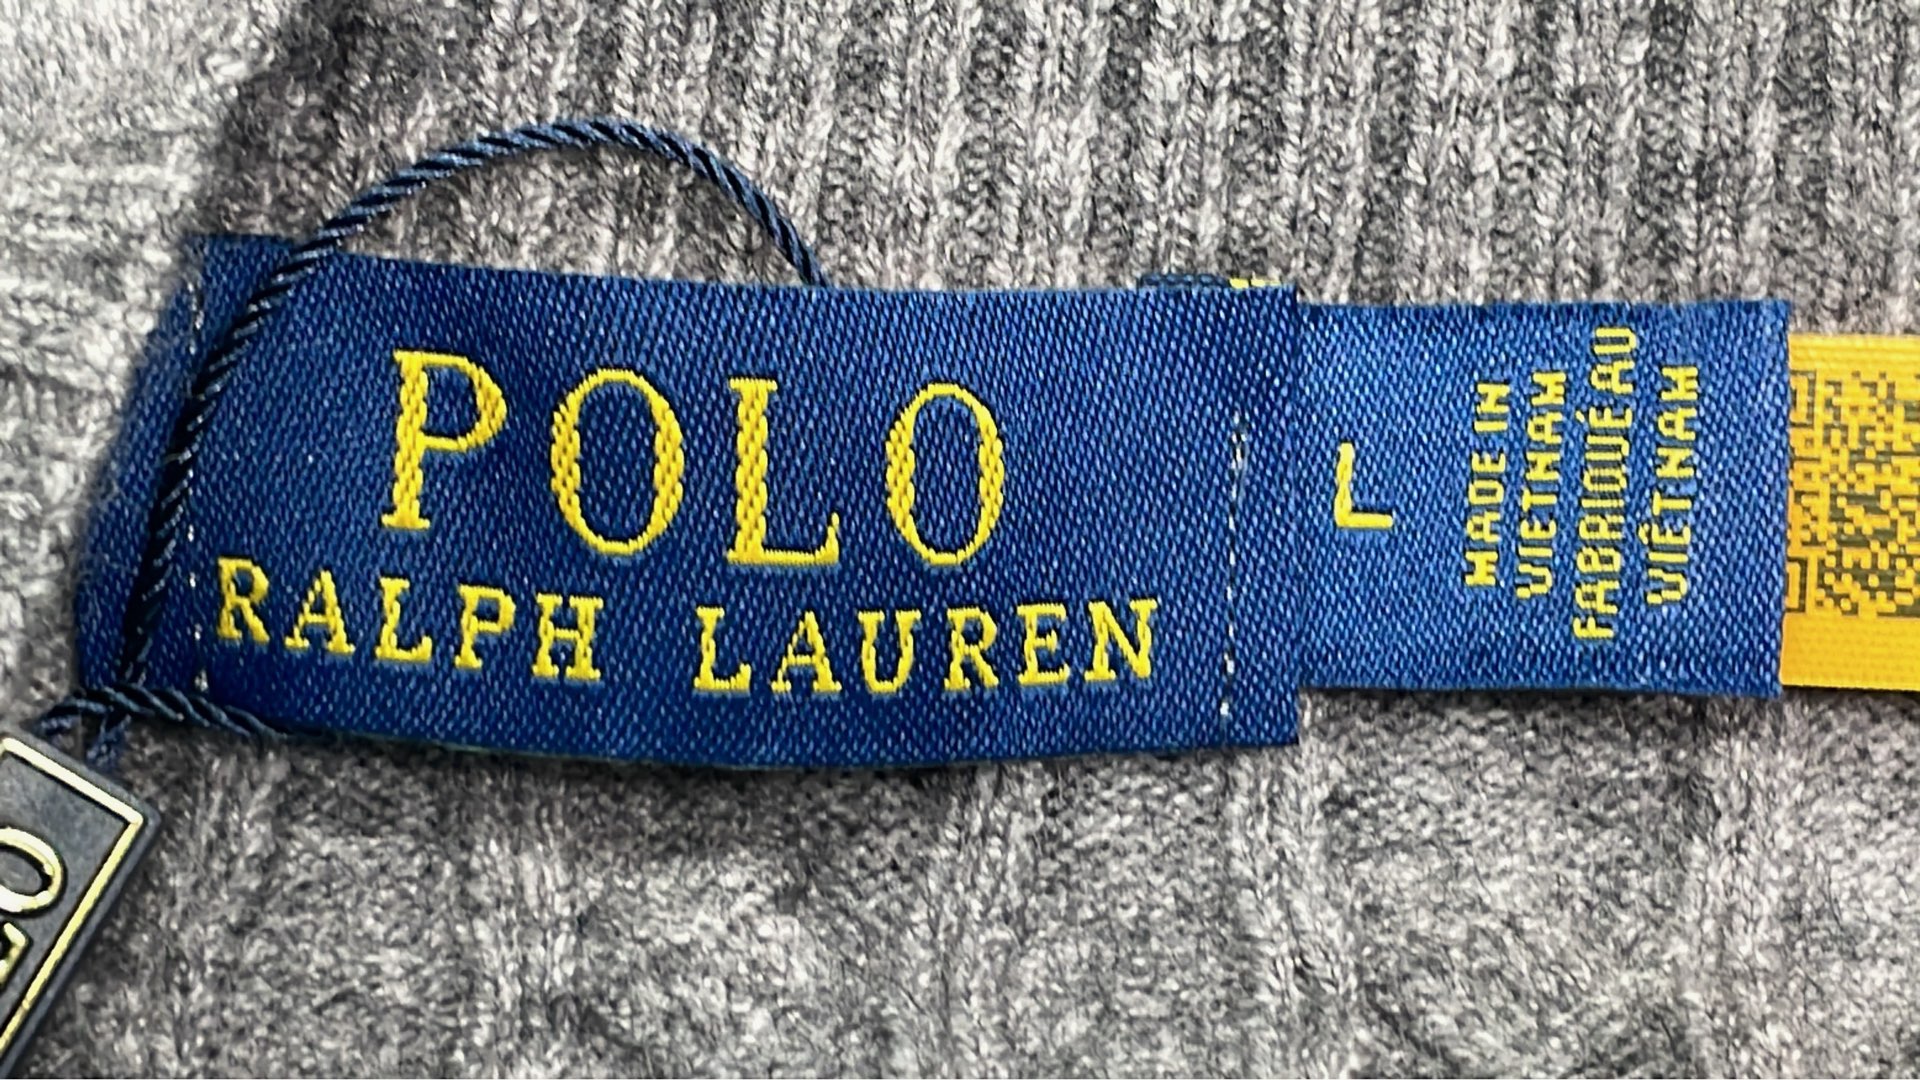 POLO
RALPH LAUREN
L
MADE IN
VIETNAM
FABRIQUÉ AU
VIÊTNAM